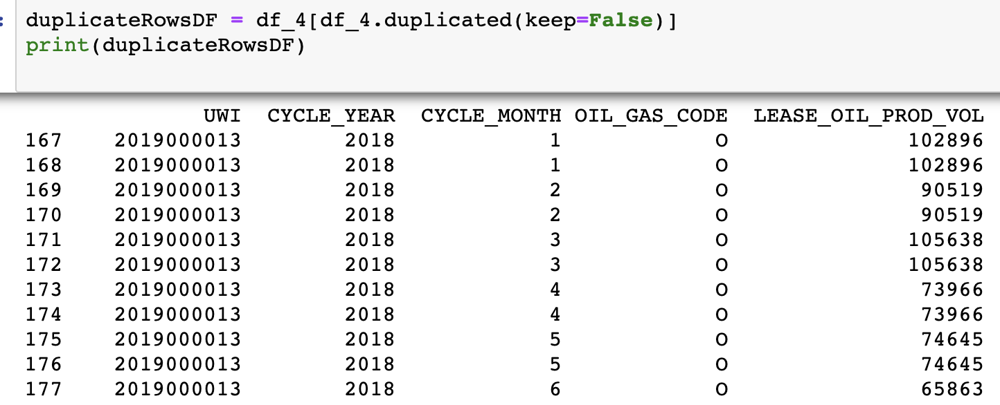 duplicateRowsDF = df_4[df_4.duplicated(keep=False)]
print(duplicateRowsDF)
UWI CYCLE_YEAR CYCLE_MONTH OIL_GAS_CODE LEASE_OIL_PROD_VOL
167 2019000013 2018 1 O 102896
168 2019000013 2018 1 O 102896
169 2019000013 2018 2 O 90519
170 2019000013 2018 2 O 90519
171 2019000013 2018 3 O 105638
172 2019000013 2018 3 O 105638
173 2019000013 2018 4 O 73966
174 2019000013 2018 4 O 73966
175 2019000013 2018 5 O 74645
176 2019000013 2018 5 O 74645
177 2019000013 2018 6 O 65863